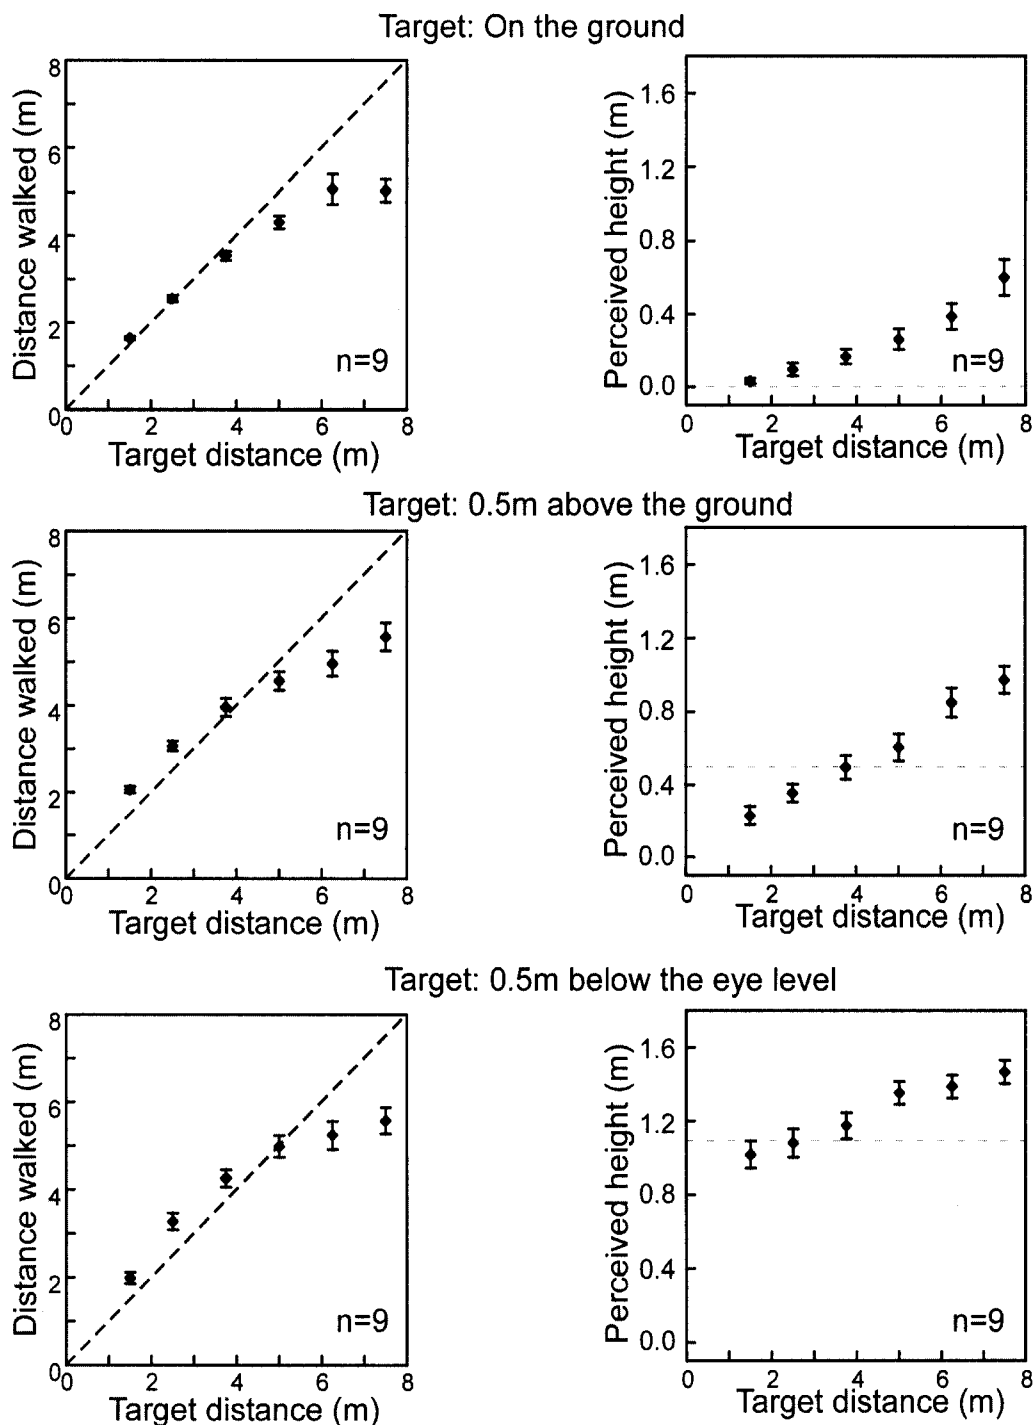 Target: On the ground
Distance walked (m)
8
6
4
2
0
n=9
0 2 4 6 8
Target distance (m)
Perceived height (m)
1.6
1.2
0.8
0.4
0.0
n=9
0 2 4 6 8
Target distance (m)
Target: 0.5m above the ground
Distance walked (m)
8
6
4
2
0
n=9
0 2 4 6 8
Target distance (m)
Perceived height (m)
1.6
1.2
0.8
0.4
0.0
n=9
0 2 4 6 8
Target distance (m)
Target: 0.5m below the eye level
Distance walked (m)
8
6
4
2
0
n=9
0 2 4 6 8
Target distance (m)
Perceived height (m)
1.6
1.2
0.8
0.4
0.0
n=9
0 2 4 6 8
Target distance (m)